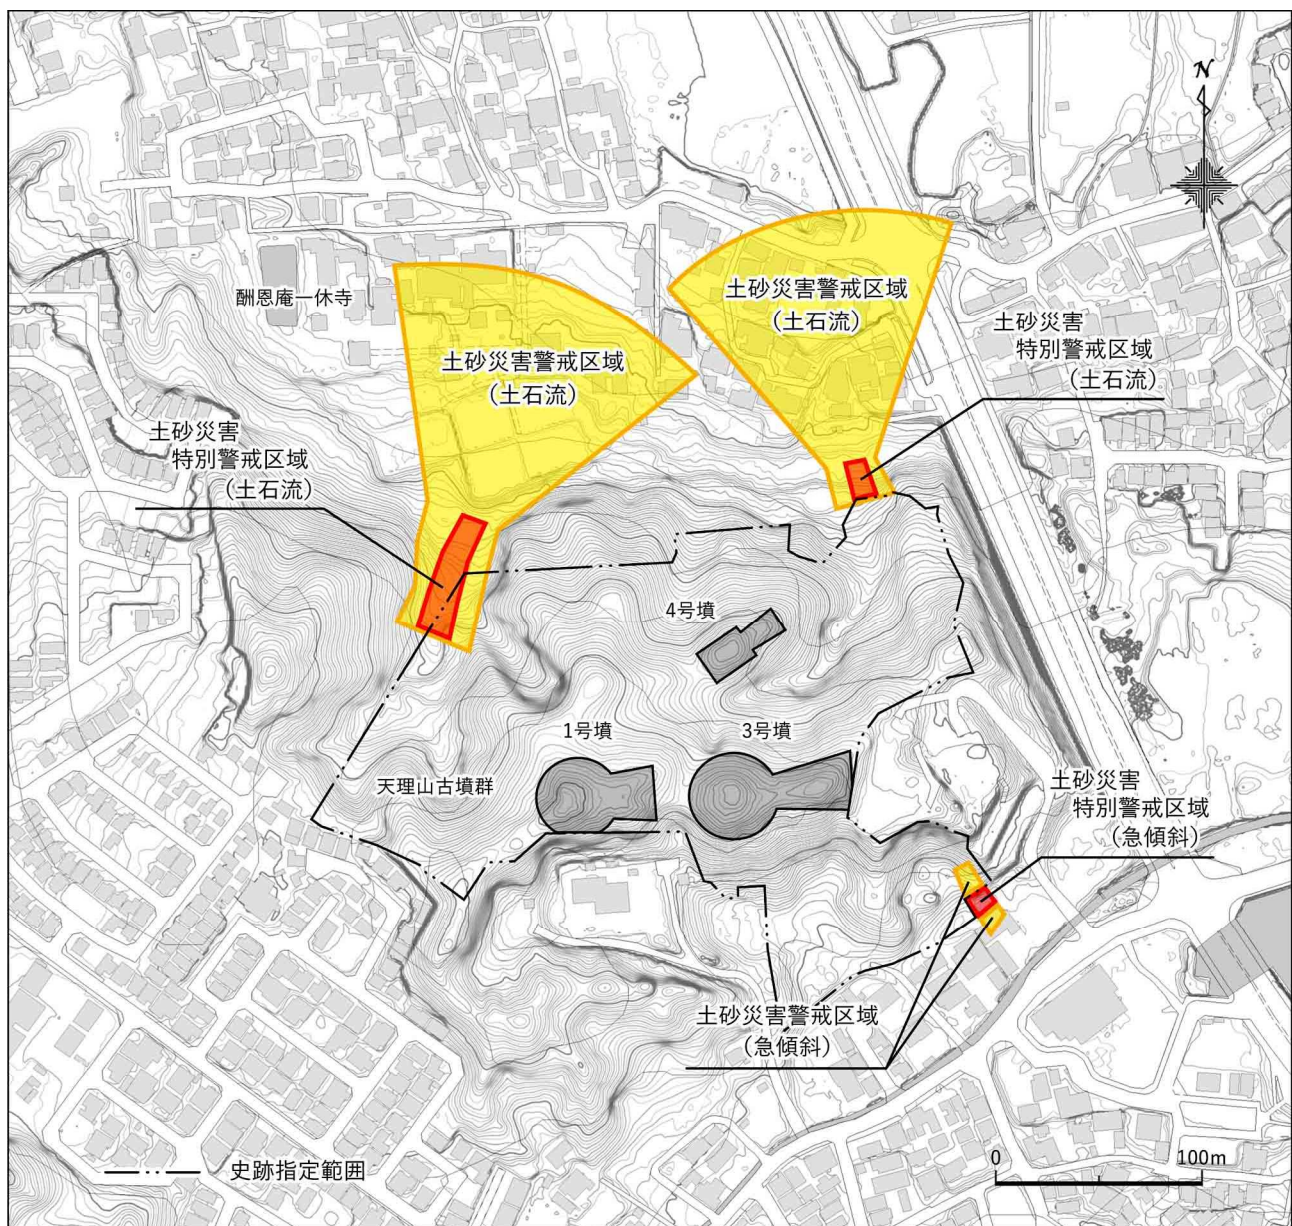 N
酬恩庵一休寺
土砂災害警戒区域
(土石流)
土砂災害警戒区域
(土石流)
土砂災害
特別警戒区域
(土石流)
土砂災害
特別警戒区域
(土石流)
4号墳
1号墳
3号墳
天理山古墳群
土砂災害
特別警戒区域
(急傾斜)
土砂災害警戒区域
(急傾斜)
史跡指定範囲
0 100m